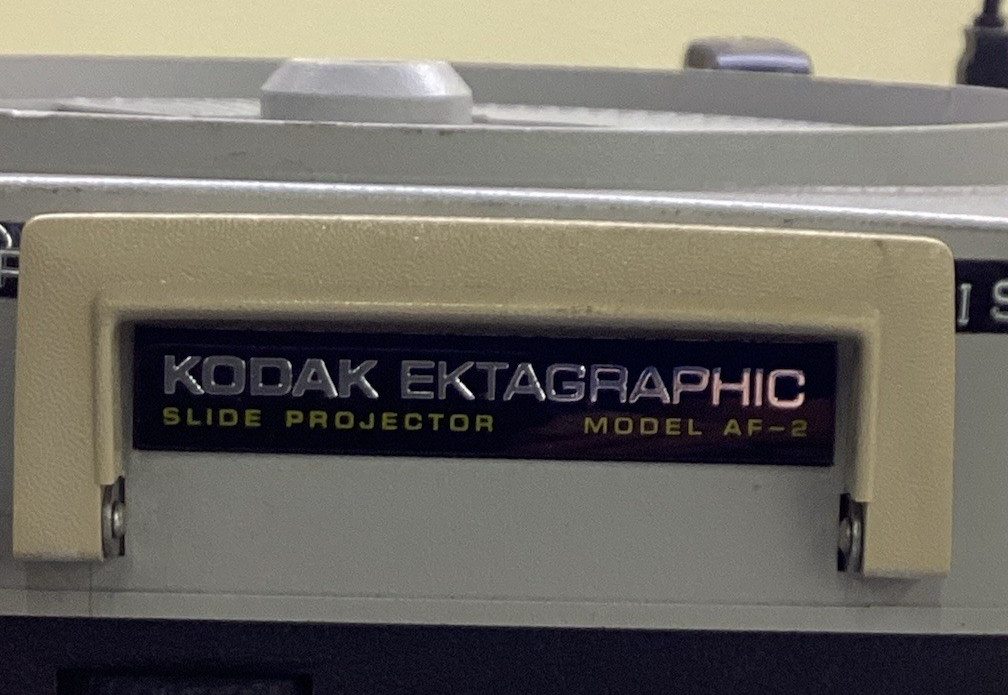 KODAK EKTAGRAPHIC
SLIDE PROJECTOR MODEL AF-2